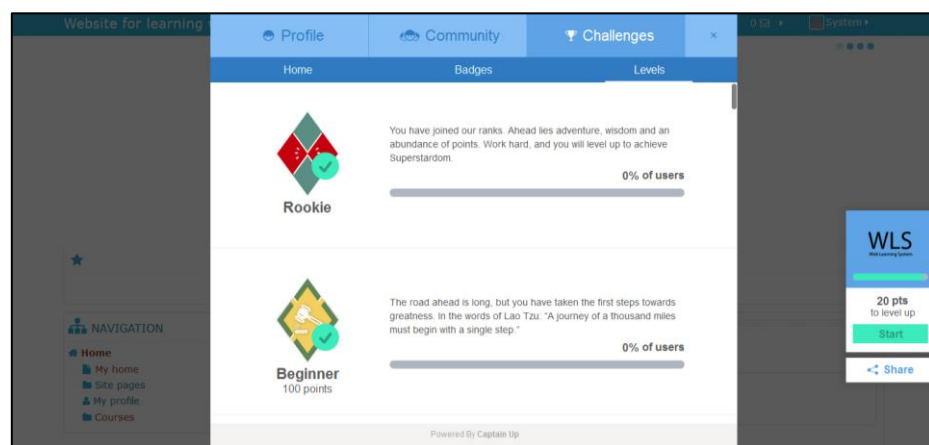 Website for learning
0
System
Profile
Community
Challenges
×
Home
Badges
Levels
You have joined our ranks. Ahead lies adventure, wisdom and an
abundance of points. Work hard, and you will level up to achieve
Superstardom.
0% of users
Rookie
The road ahead is long, but you have taken the first steps towards
greatness. In the words of Lao Tzu: “A journey of a thousand miles
must begin with a single step.”
0% of users
Beginner
100 points
Powered By Captain Up
NAVIGATION
Home
My home
Site pages
My profile
Courses
WLS
Web Learning System
20 pts
to level up
Start
Share